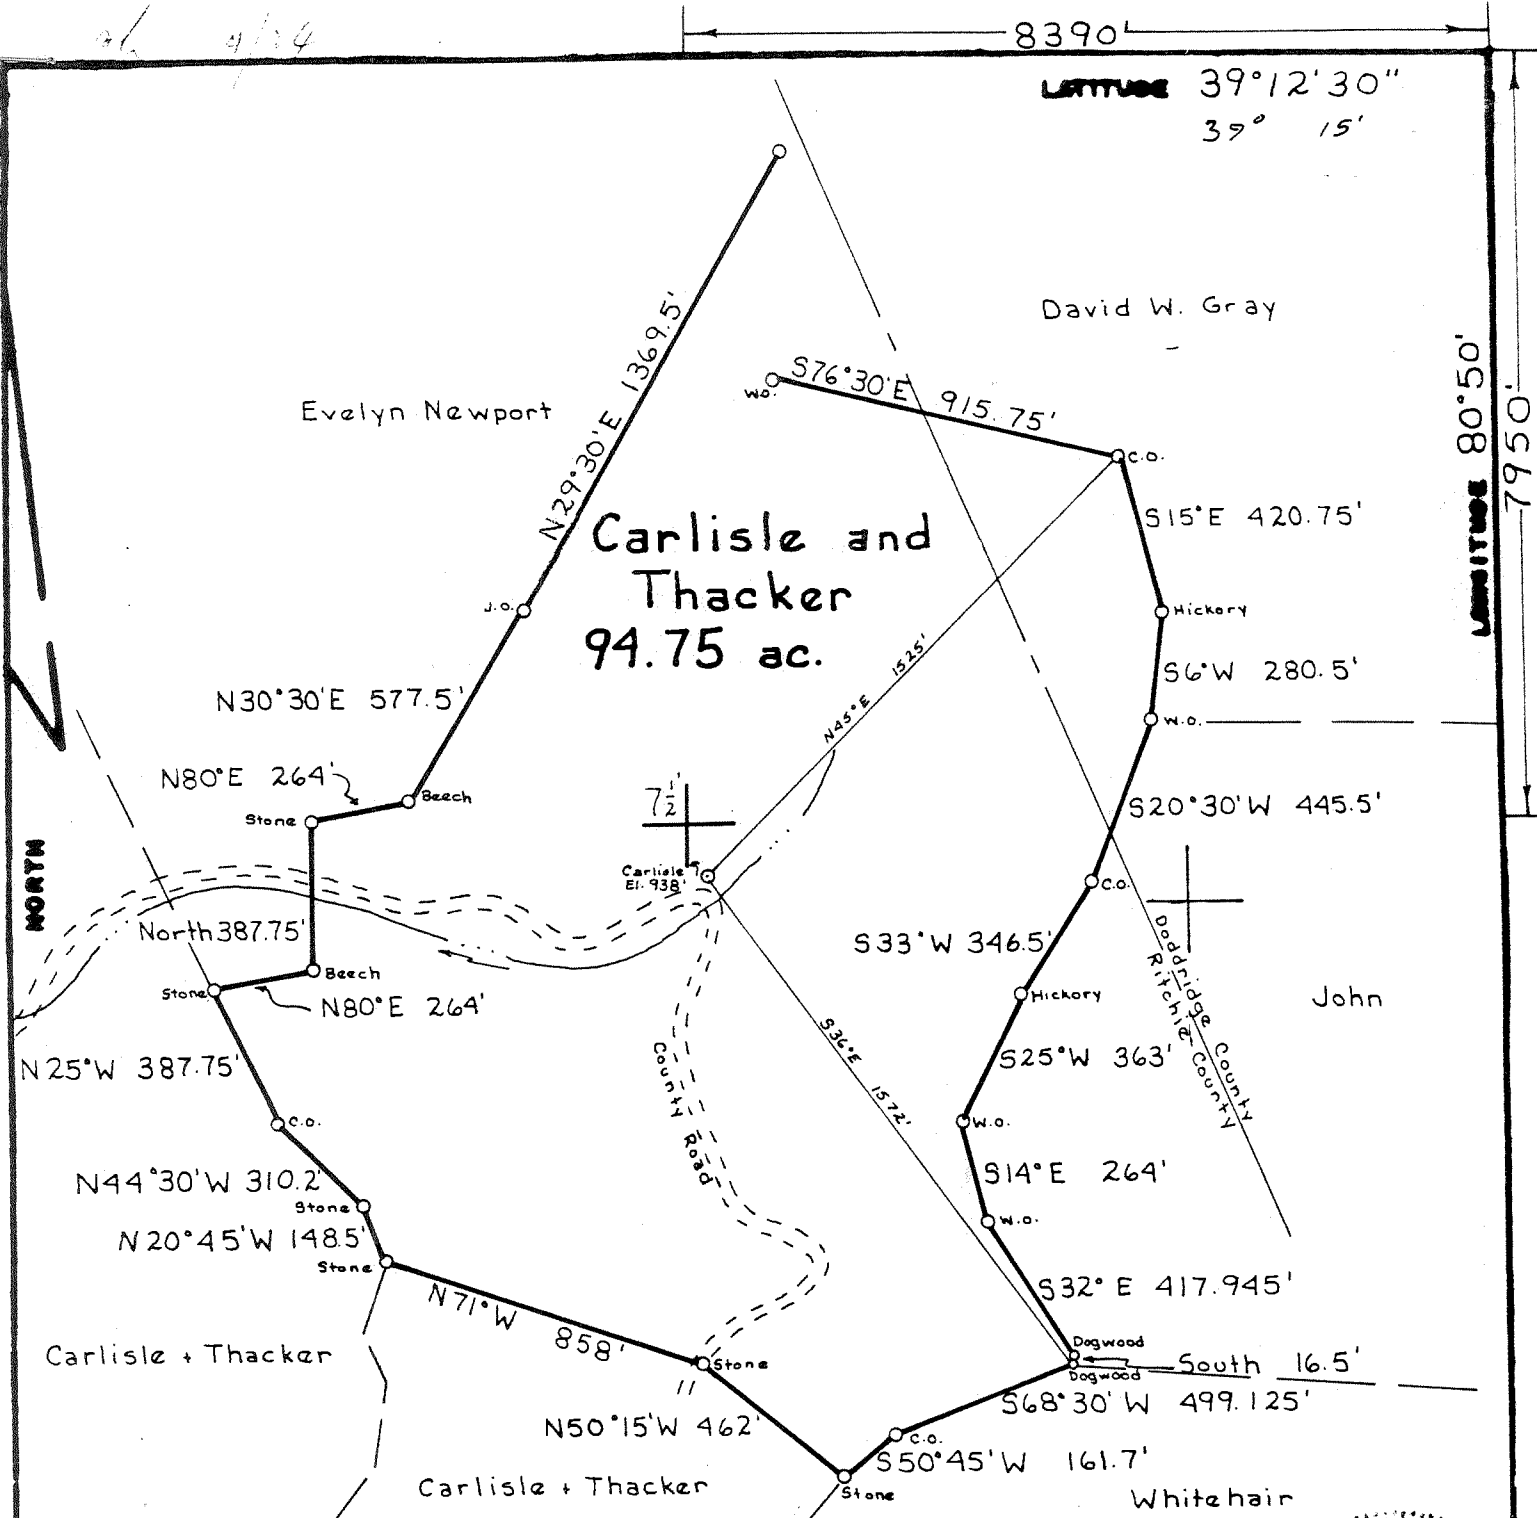 8390'
LATITUDE 39°12'30"
39° 15'
David W. Gray
LONGITUDE 80°50'
7950'
N29°30'E 1369.5'
Evelyn Newport
W.O.
S76°30'E 915.75'
C.O.
S15°E 420.75'
Carlisle and
Thacker
94.75 ac.
J.O.
Hickory
N45°E 1525'
S6°W 280.5'
W.O.
N30°30'E 577.5'
N80°E 264'
Beech
Stone
7 1/2'
S20°30'W 445.5'
NORTH
Carlisle
El. 938'
C.O.
North 387.75'
S33°W 346.5'
Doddridge County
Ritchie County
Beech
Stone
N80°E 264'
Hickory
John
N25°W 387.75'
S36°E 1572'
County Road
S25°W 363'
C.O.
W.O.
N44°30'W 310.2'
Stone
S14°E 264'
N20°45'W 148.5'
Stone
W.O.
N71°W 858'
S32°E 417.945'
Carlisle + Thacker
Dogwood
South 16.5'
Dogwood
Stone
S68°30'W 499.125'
N50°15'W 462'
C.O.
S50°45'W 161.7'
Carlisle + Thacker
Stone
Whitehair